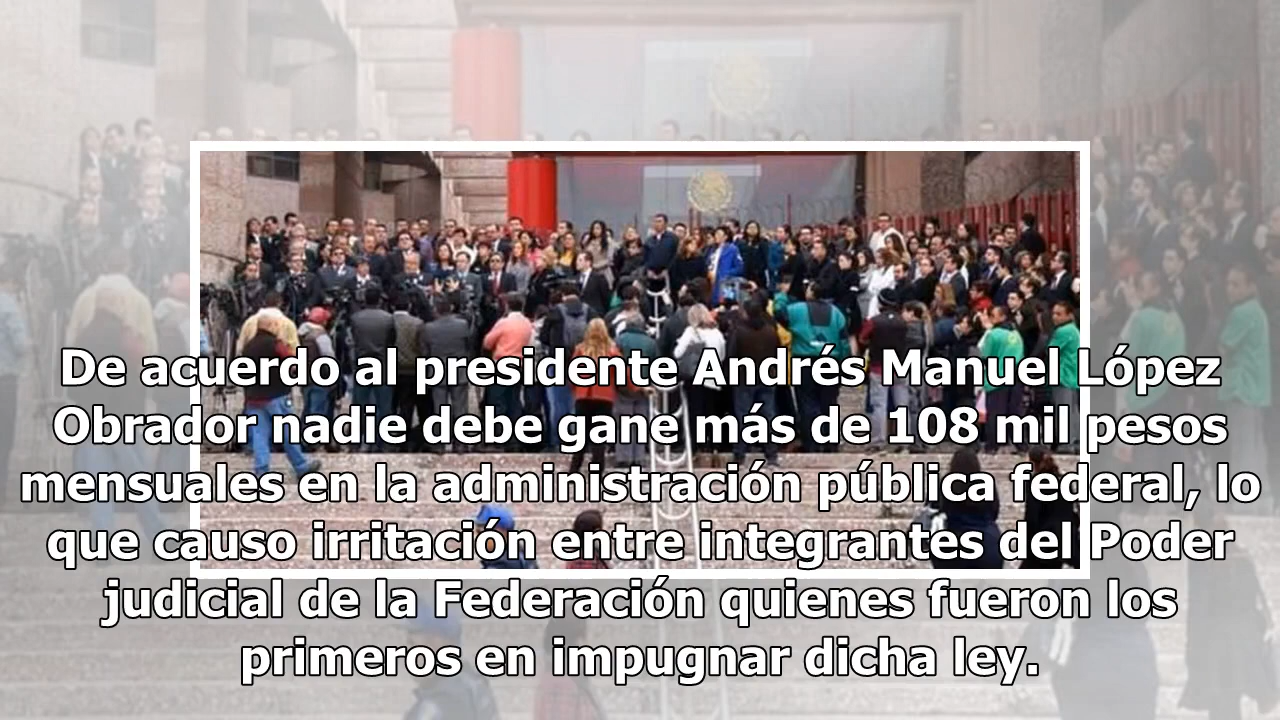 De acuerdo al presidente Andrés Manuel López
Obrador nadie debe gane más de 108 mil pesos
mensuales en la administración pública federal, lo
que causo irritación entre integrantes del Poder
judicial de la Federación quienes fueron los
primeros en impugnar dicha ley.